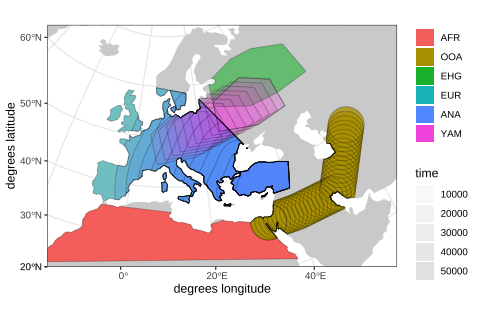 60°N
50°N
40°N
30°N
20°N
degrees latitude
0°
20°E
40°E
degrees longitude
AFR
OOA
EHG
EUR
ANA
YAM
time
10000
20000
30000
40000
50000